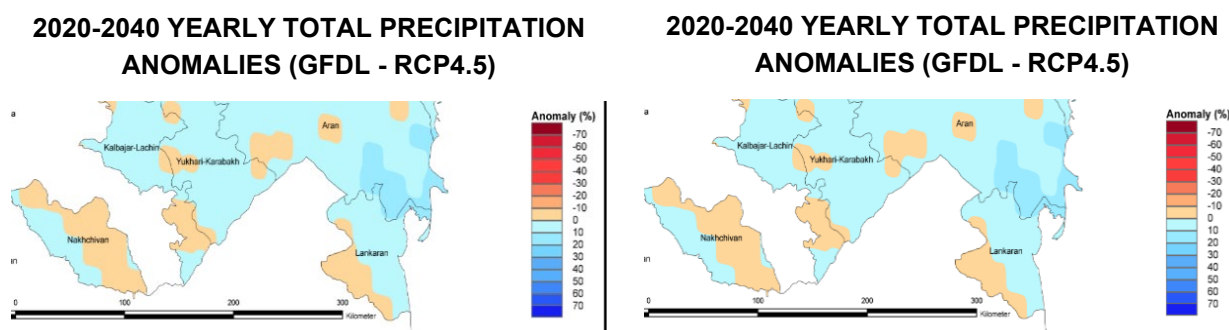 2020-2040 YEARLY TOTAL PRECIPITATION
ANOMALIES (GFDL - RCP4.5)
a
Aran
Kalbajar-Lachin
Yukhari-Karabakh
Nakhchivan
Lankaran
an
0 100 200 300
Kilometer
Anomaly (%)
-70
-60
-50
-40
-30
-20
-10
0
10
20
30
40
50
60
70
2020-2040 YEARLY TOTAL PRECIPITATION
ANOMALIES (GFDL - RCP4.5)
a
Aran
Kalbajar-Lachin
Yukhari-Karabakh
Nakhchivan
Lankaran
an
0 100 200 300
Kilometer
Anomaly (%)
-70
-60
-50
-40
-30
-20
-10
0
10
20
30
40
50
60
70